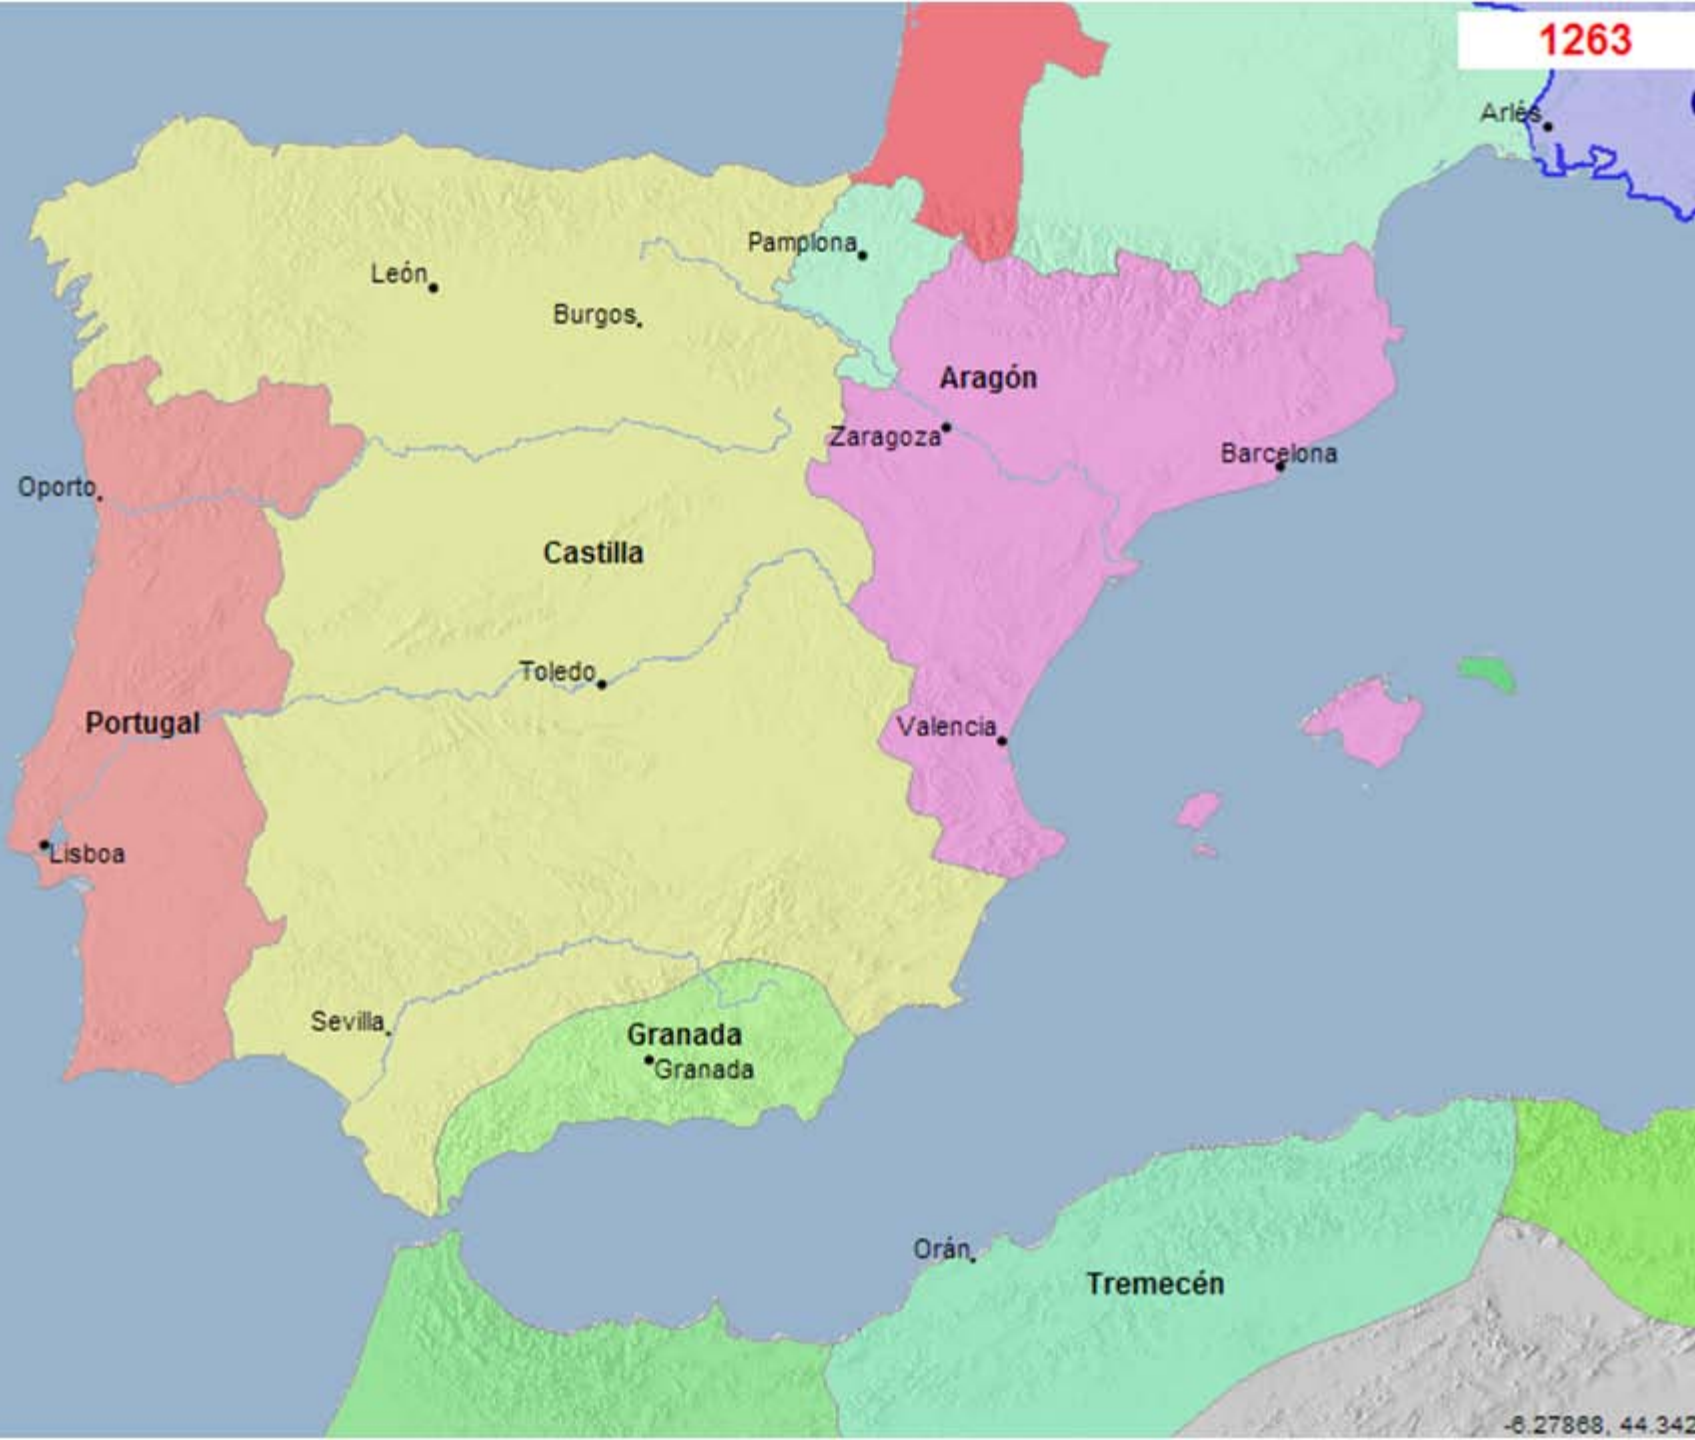 1263
Arlés
Pamplona
León
Burgos
Aragón
Zaragoza
Barcelona
Oporto
Castilla
Toledo
Portugal
Valencia
Lisboa
Sevilla
Granada
Granada
Orán
Tremecén
-6.27868, 44.342